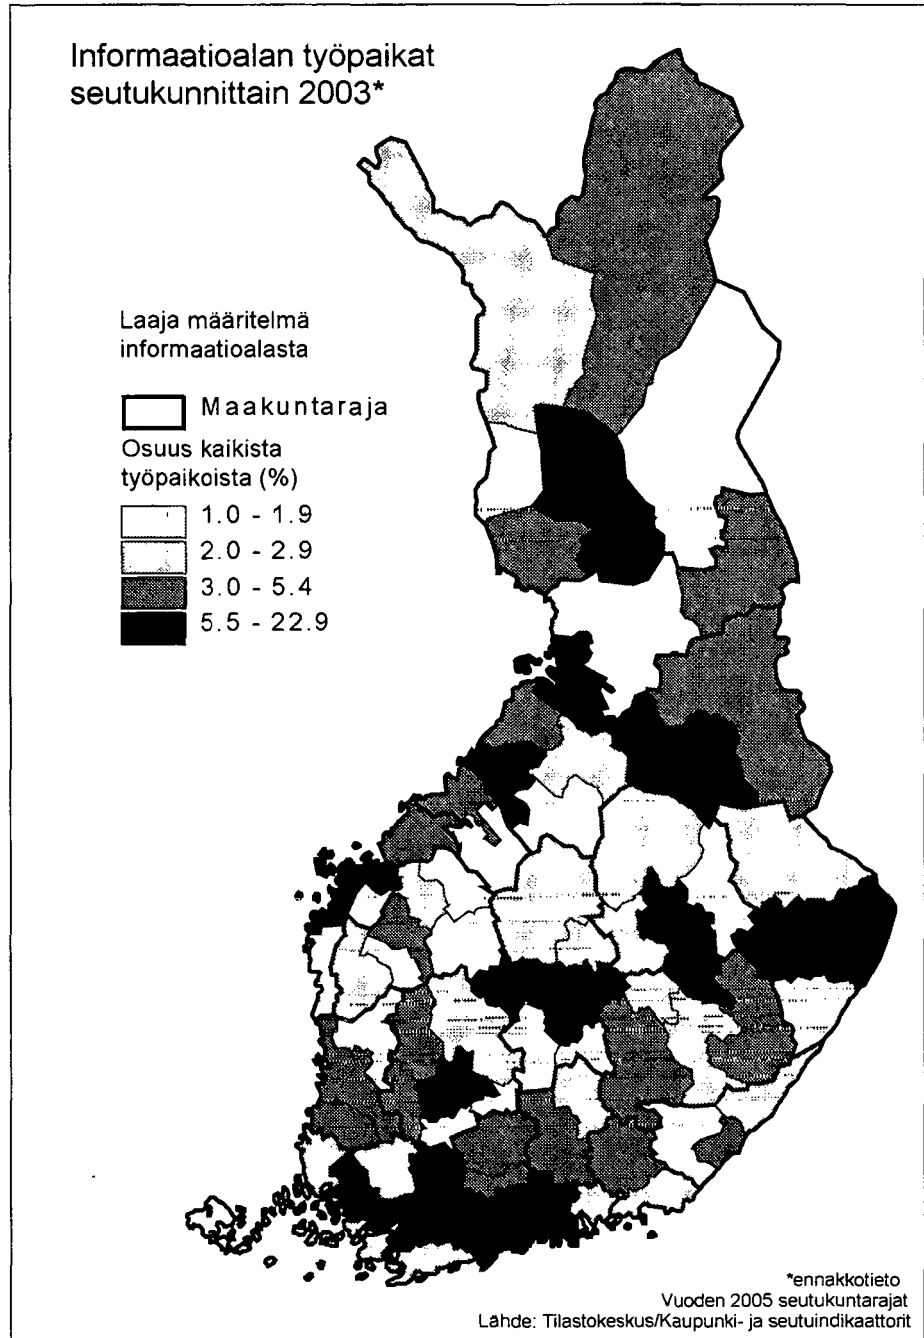 Informaatioalan työpaikat
seutukunnittain 2003*
Laaja määritelmä
informaatioalasta
Maakuntaraja
Osuus kaikista
työpaikoista (%)
1.0 - 1.9
2.0 - 2.9
3.0 - 5.4
5.5 - 22.9
*ennakkotieto
Vuoden 2005 seutukuntarajat
Lähde: Tilastokeskus/Kaupunki- ja seutuindikaattorit